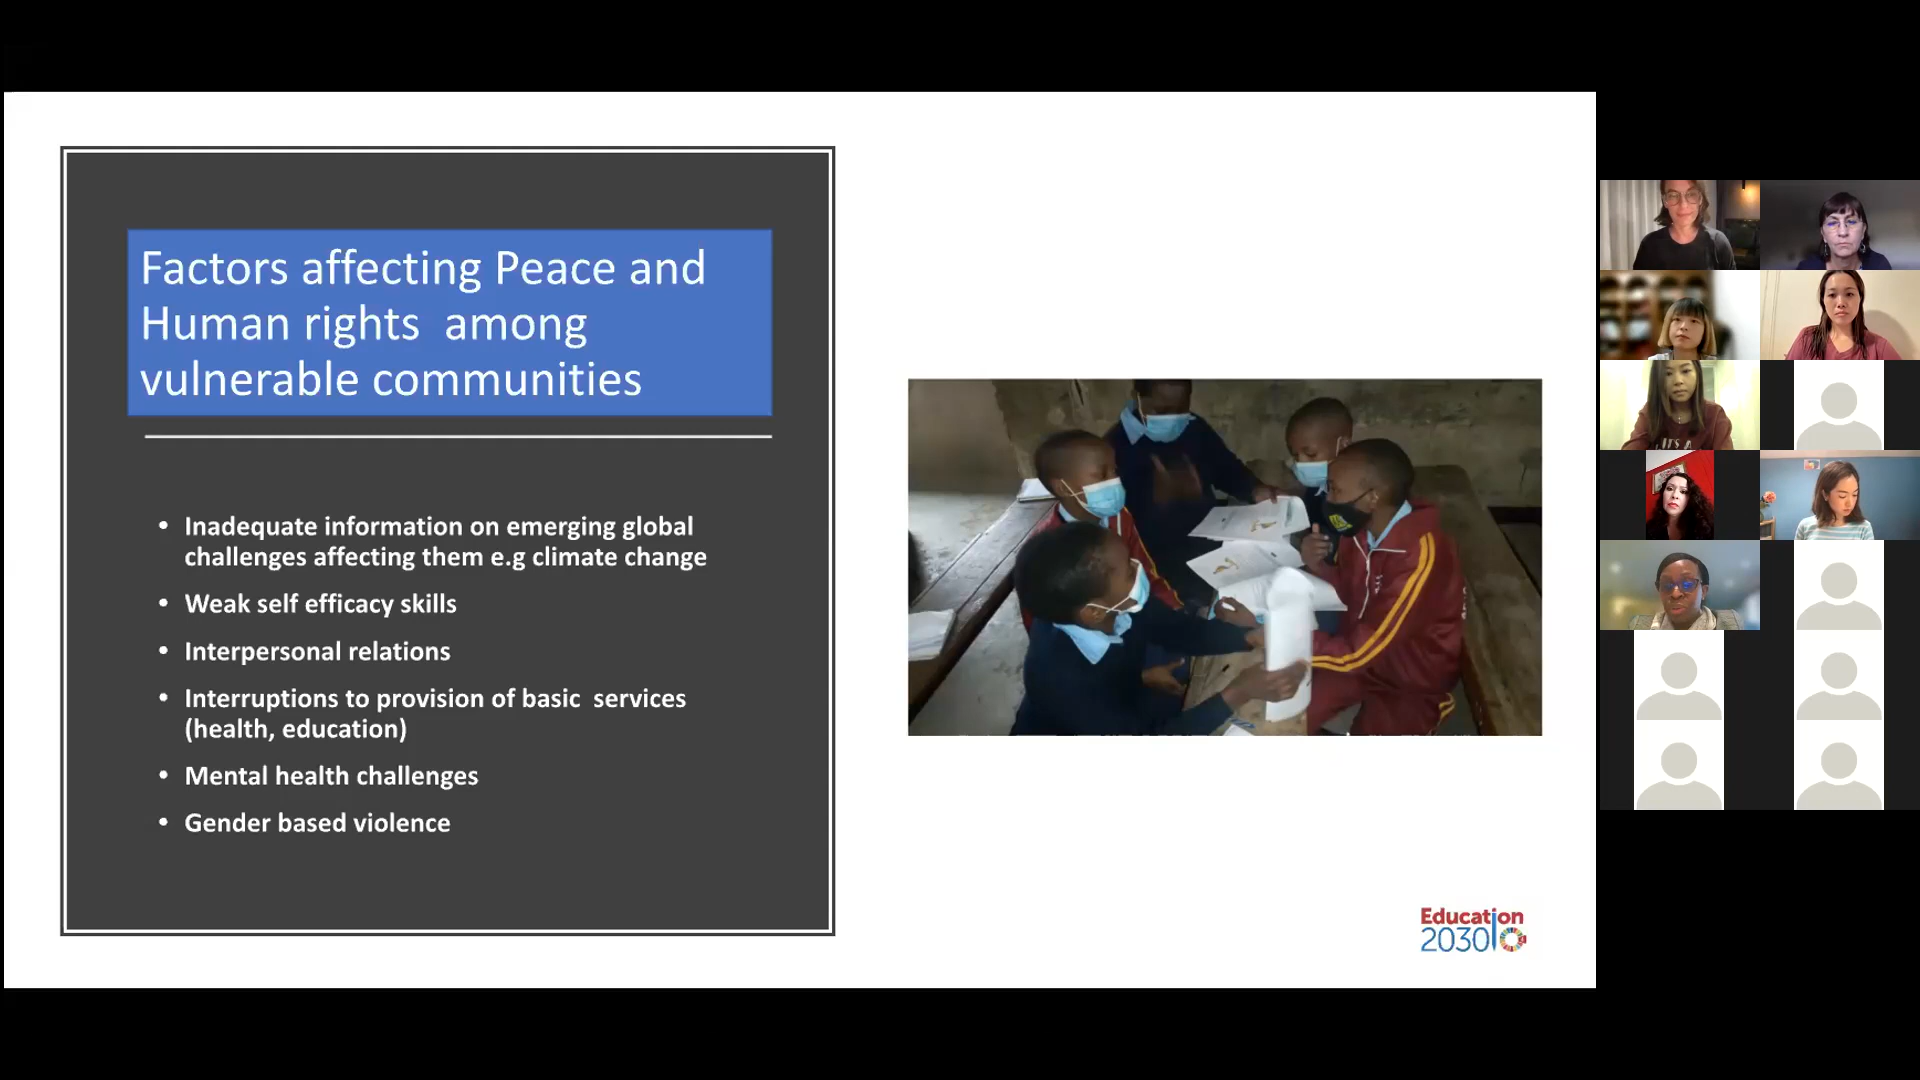 Factors affecting Peace and
Human rights  among
vulnerable communities
• Inadequate information on emerging global
challenges affecting them e.g climate change
• Weak self efficacy skills
• Interpersonal relations
• Interruptions to provision of basic  services
(health, education)
• Mental health challenges
• Gender based violence
Education
2030